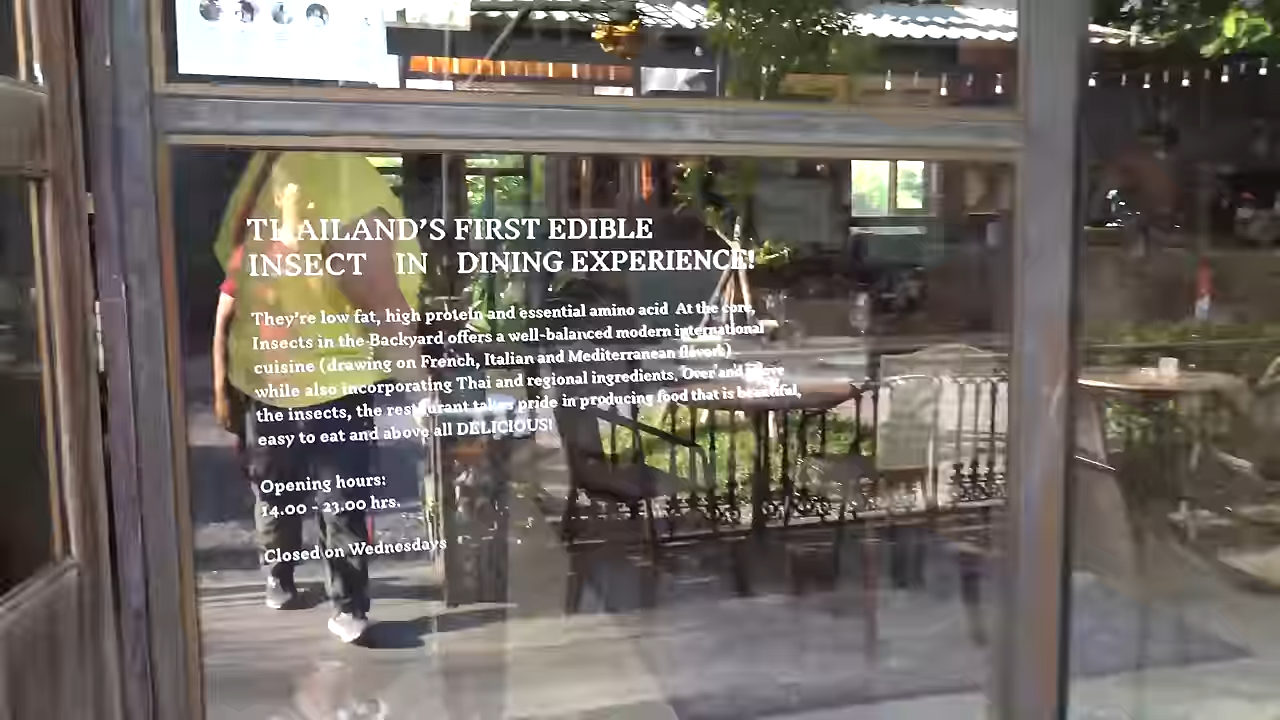 THAILAND'S FIRST EDIBLE
INSECT IN DINING EXPERIENCE!
They're low fat, high protein and essential amino acid At the core,
Insects in the Backyard offers a well-balanced modern international
cuisine (drawing on French, Italian and Mediterranean flavors)
while also incorporating Thai and regional ingredients. Over and above
the insects, the restaurant takes pride in producing food that is beautiful,
easy to eat and above all DELICIOUS!
Opening hours:
14.00 - 23.00 hrs.
Closed on Wednesdays